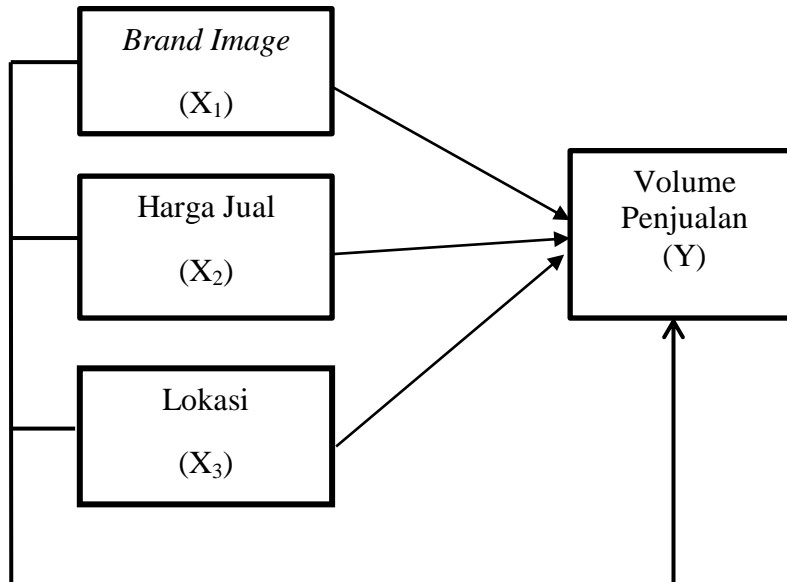 Brand Image
(X₁)
Harga Jual
(X₂)
Lokasi
(X₃)
Volume
Penjualan
(Y)